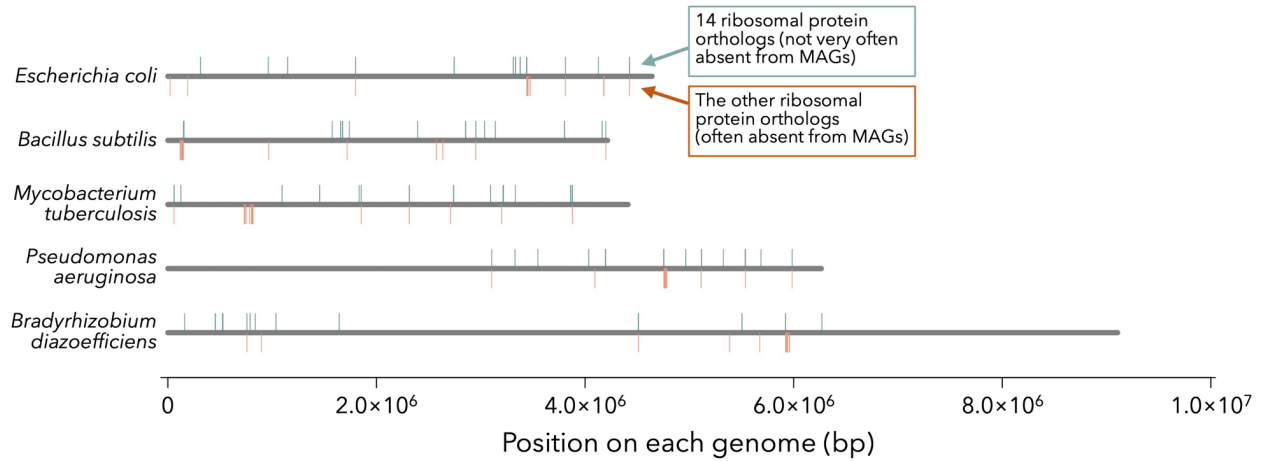 14 ribosomal protein
orthologs (not very often
absent from MAGs)
Escherichia coli
The other ribosomal
protein orthologs
(often absent from MAGs)
Bacillus subtilis
Mycobacterium
tuberculosis
Pseudomonas
aeruginosa
Bradyrhizobium
diazoefficiens
0 2.0×10⁶ 4.0×10⁶ 6.0×10⁶ 8.0×10⁶ 1.0×10⁷
Position on each genome (bp)